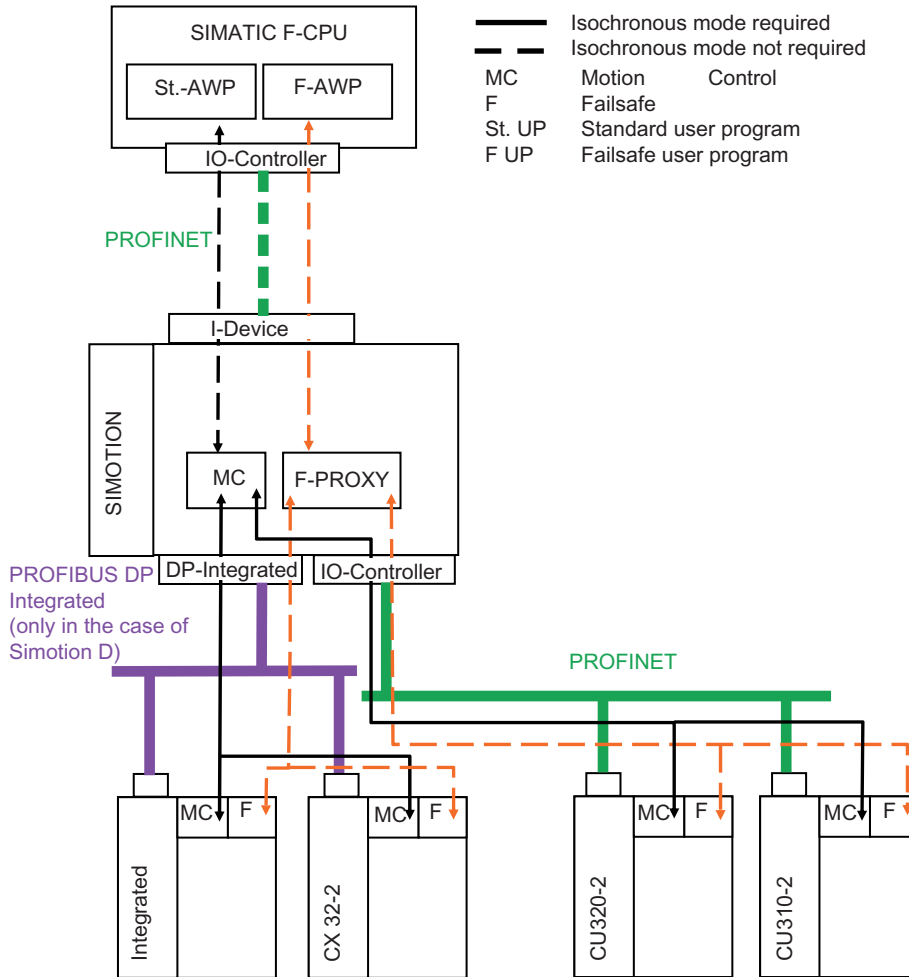 SIMATIC F-CPU
St.-AWP
F-AWP
IO-Controller
Isochronous mode required
Isochronous mode not required
MC Motion Control
F Failsafe
St. UP Standard user program
F UP Failsafe user program
PROFINET
I-Device
SIMOTION
MC
F-PROXY
DP-Integrated
IO-Controller
PROFIBUS DP
Integrated
(only in the case of
Simotion D)
PROFINET
Integrated
MC
F
CX 32-2
MC
F
CU320-2
MC
F
CU310-2
MC
F